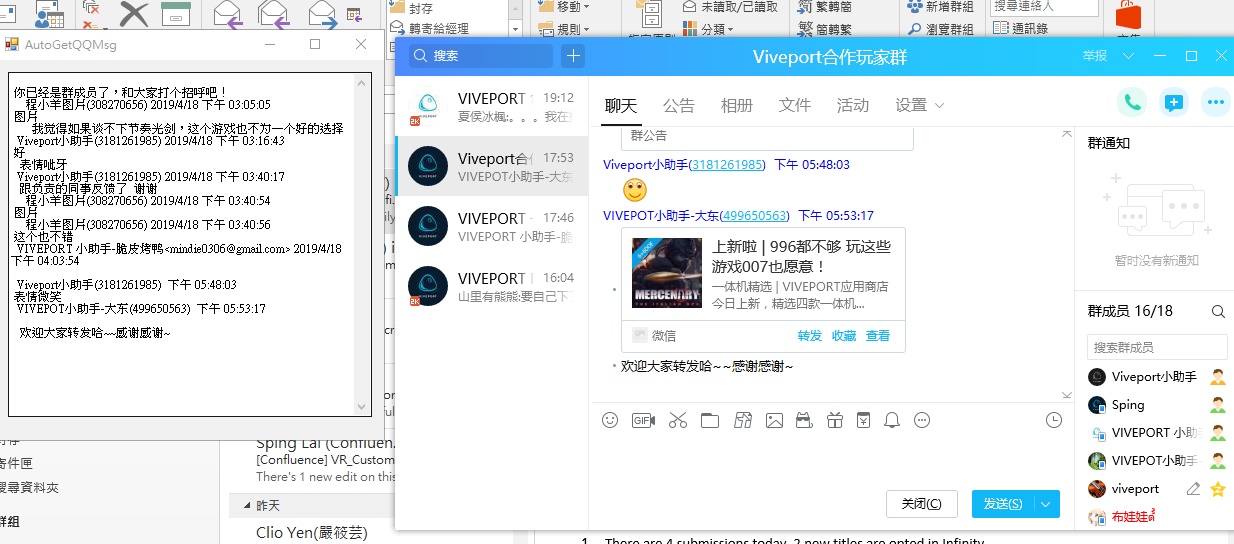 封存
轉寄給經理
移動
規則
未讀取/已讀取
分類
繁轉簡
簡轉繁
新增群組
瀏覽群組
搜尋連絡人
通訊錄
AutoGetQQMsg
你已经是群成员了，和大家打个招呼吧！
程小羊图片(308270656) 2019/4/18 下午 03:05:05
图片
我觉得如果谈不下节奏光剑，这个游戏也不为一个好的选择
Viveport小助手(3181261985) 2019/4/18 下午 03:16:43
好
表情呲牙
Viveport小助手(3181261985) 2019/4/18 下午 03:40:17
跟负责的同事反馈了 谢谢
程小羊图片(308270656) 2019/4/18 下午 03:40:54
图片
程小羊图片(308270656) 2019/4/18 下午 03:40:56
这个也不错
VIVEPORT 小助手-脆皮烤鸭<mindie0306@gmail.com> 2019/4/18
下午 04:03:54
Viveport小助手(3181261985) 下午 05:48:03
表情微笑
VIVEPOT小助手-大东(499650563) 下午 05:53:17
欢迎大家转发哈~~感谢感谢~
寄件匣
搜尋資料夾
群組
Sping Lai (Confluen.
[Confluence] VR_Custom
There's 1 new edit on this
昨天
Clio Yen(嚴筱芸)
搜索
Viveport合作玩家群
举报
VIVEPORT
19:12
夏侯冰楓:。。。我在
Viveport合作
17:53
VIVEPOT小助手-大东
VIVEPORT -
17:46
VIVEPORT 小助手-脆
VIVEPORT
16:04
山里有熊熊:要自己下
2K
2K
聊天
公告
相册
文件
活动
设置
群公告
Viveport小助手(3181261985) 下午 05:48:03
VIVEPOT小助手-大东(499650563) 下午 05:53:17
MERCENARY
上新啦 | 996都不够 玩这些
游戏007也愿意！
一体机精选 | VIVEPORT应用商店
今日上新，精选四款一体机...
微信
转发 收藏 查看
欢迎大家转发哈~~感谢感谢~
GIF
关闭(C)
发送(S)
群通知
暂时没有新通知
群成员 16/18
搜索群成员
Viveport小助手
Sping
VIVEPORT 小助
VIVEPOT小助手-
viveport
布娃娃
1. There are 4 submissions today. 2 new titles are opted in Infinity